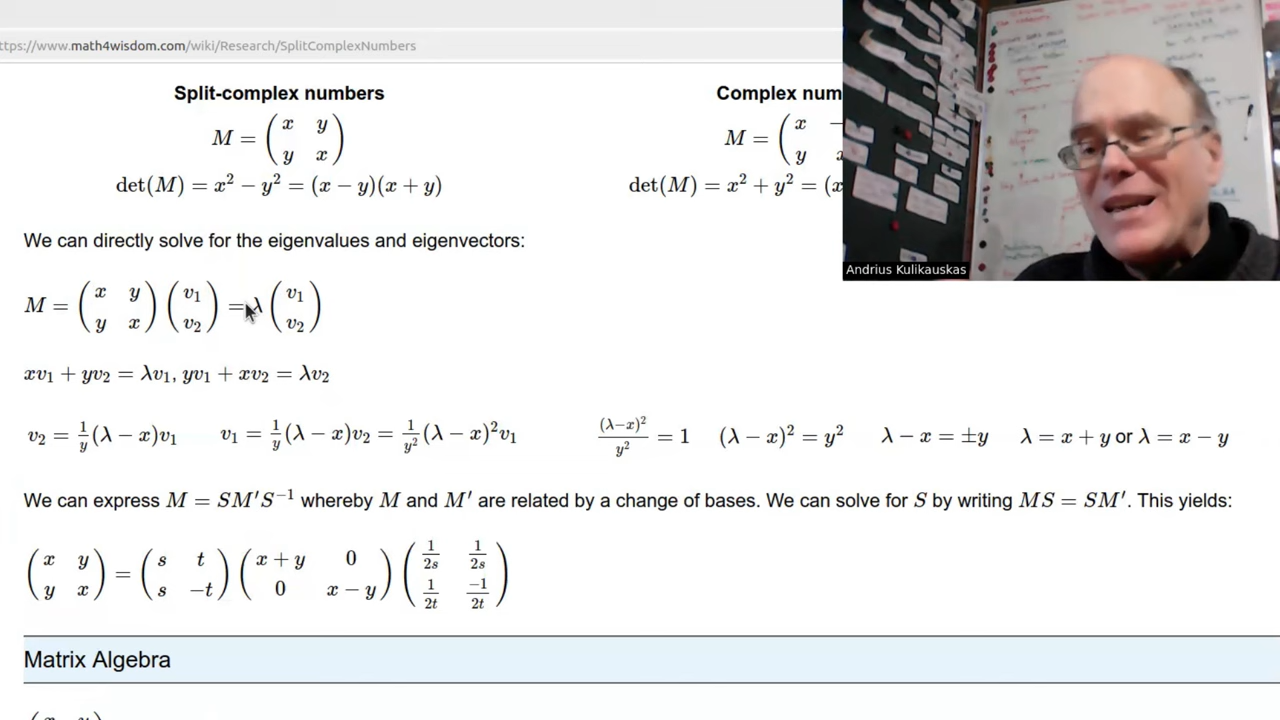 https://www.math4wisdom.com/wiki/Research/SplitComplexNumbers
Split-complex numbers
Complex num
M = ( x y ; y x )
M = ( x − ; y
det(M) = x² − y² = (x − y)(x + y)
det(M) = x² + y² = (x
Andrius Kulikauskas
We can directly solve for the eigenvalues and eigenvectors:
M = ( x y ; y x ) ( v₁ ; v₂ ) = λ ( v₁ ; v₂ )
xv₁ + yv₂ = λv₁, yv₁ + xv₂ = λv₂
v₂ = 1/y (λ − x)v₁ v₁ = 1/y (λ − x)v₂ = 1/y² (λ − x)²v₁ (λ−x)²/y² = 1 (λ − x)² = y² λ − x = ±y λ = x + y or λ = x − y
We can express M = SM′S⁻¹ whereby M and M′ are related by a change of bases. We can solve for S by writing MS = SM′. This yields:
( x y ; y x ) = ( s t ; s −t ) ( x + y 0 ; 0 x − y ) ( 1/2s 1/2s ; 1/2t −1/2t )
Matrix Algebra